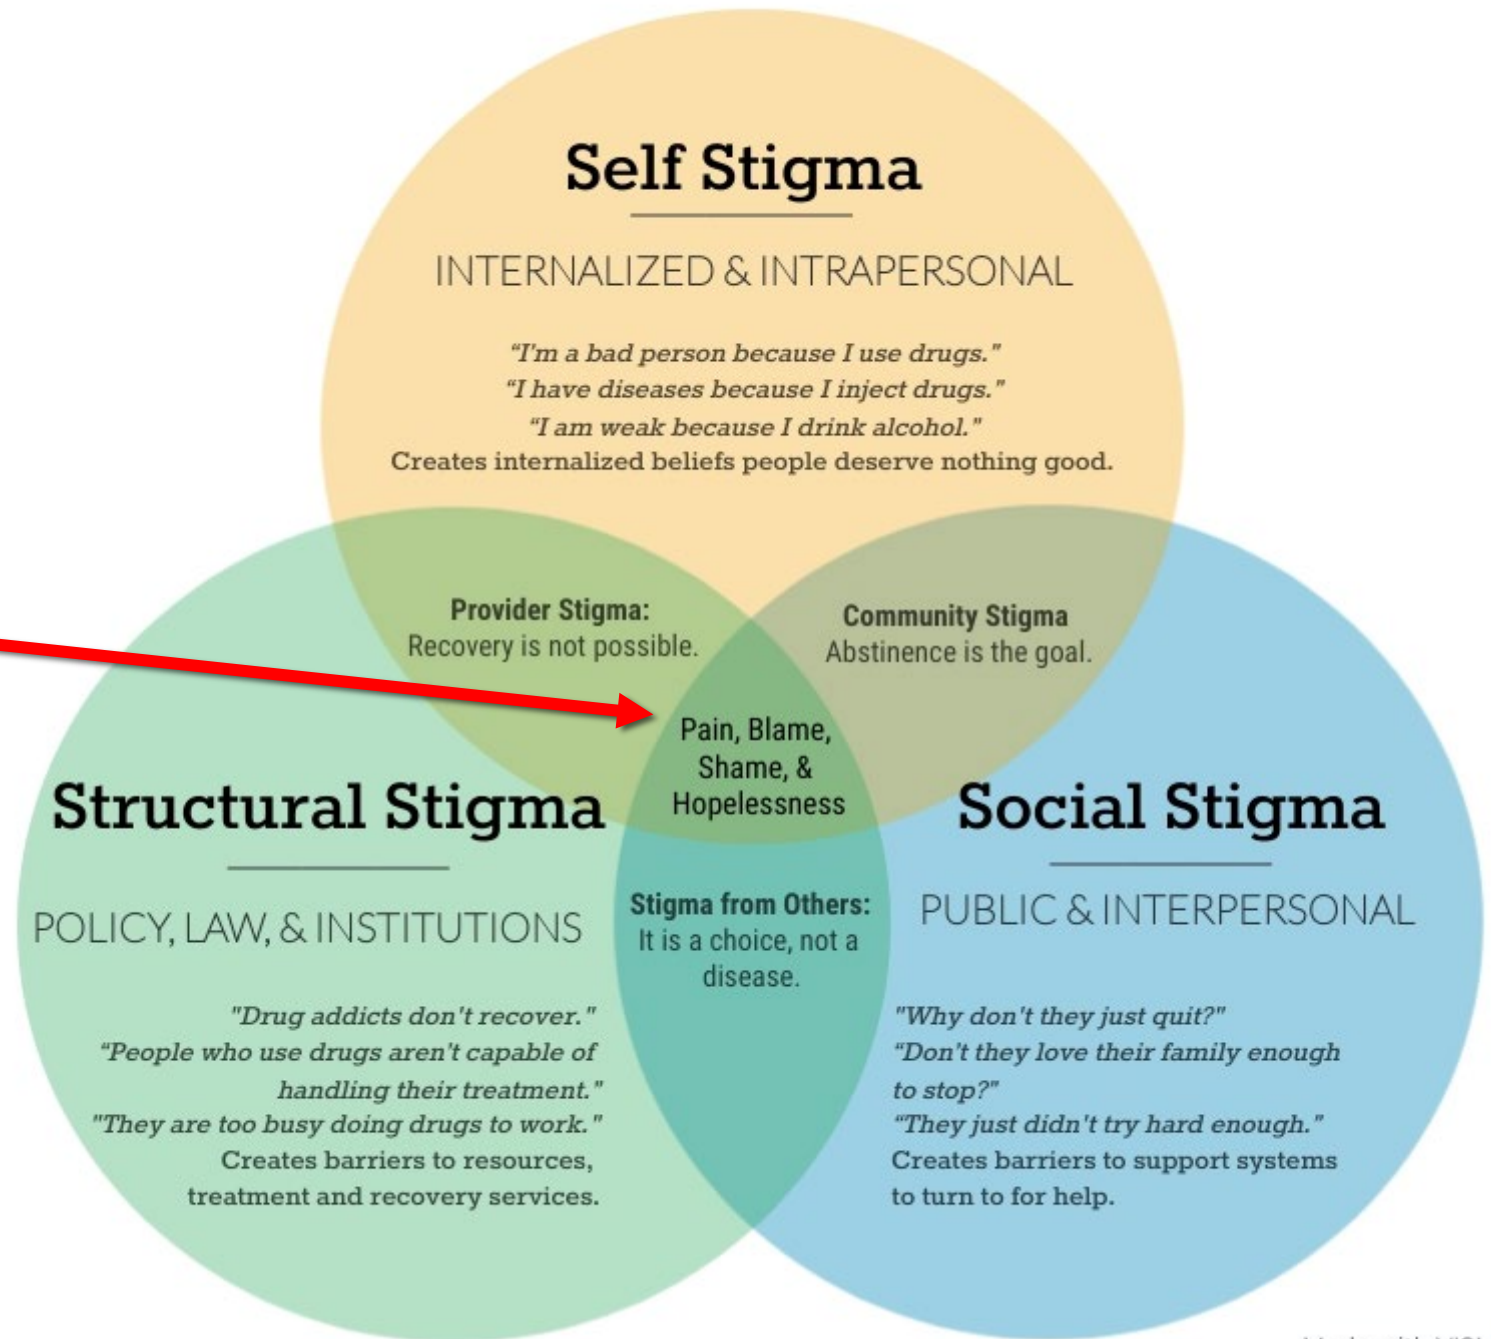 Self Stigma
INTERNALIZED & INTRAPERSONAL
"I'm a bad person because I use drugs."
"I have diseases because I inject drugs."
"I am weak because I drink alcohol."
Creates internalized beliefs people deserve nothing good.
Provider Stigma:
Recovery is not possible.
Community Stigma
Abstinence is the goal.
Pain, Blame,
Shame, &
Hopelessness
Structural Stigma
POLICY, LAW, & INSTITUTIONS
"Drug addicts don't recover."
"People who use drugs aren't capable of
handling their treatment."
"They are too busy doing drugs to work."
Creates barriers to resources,
treatment and recovery services.
Stigma from Others:
It is a choice, not a
disease.
Social Stigma
PUBLIC & INTERPERSONAL
"Why don't they just quit?"
"Don't they love their family enough
to stop?"
"They just didn't try hard enough."
Creates barriers to support systems
to turn to for help.